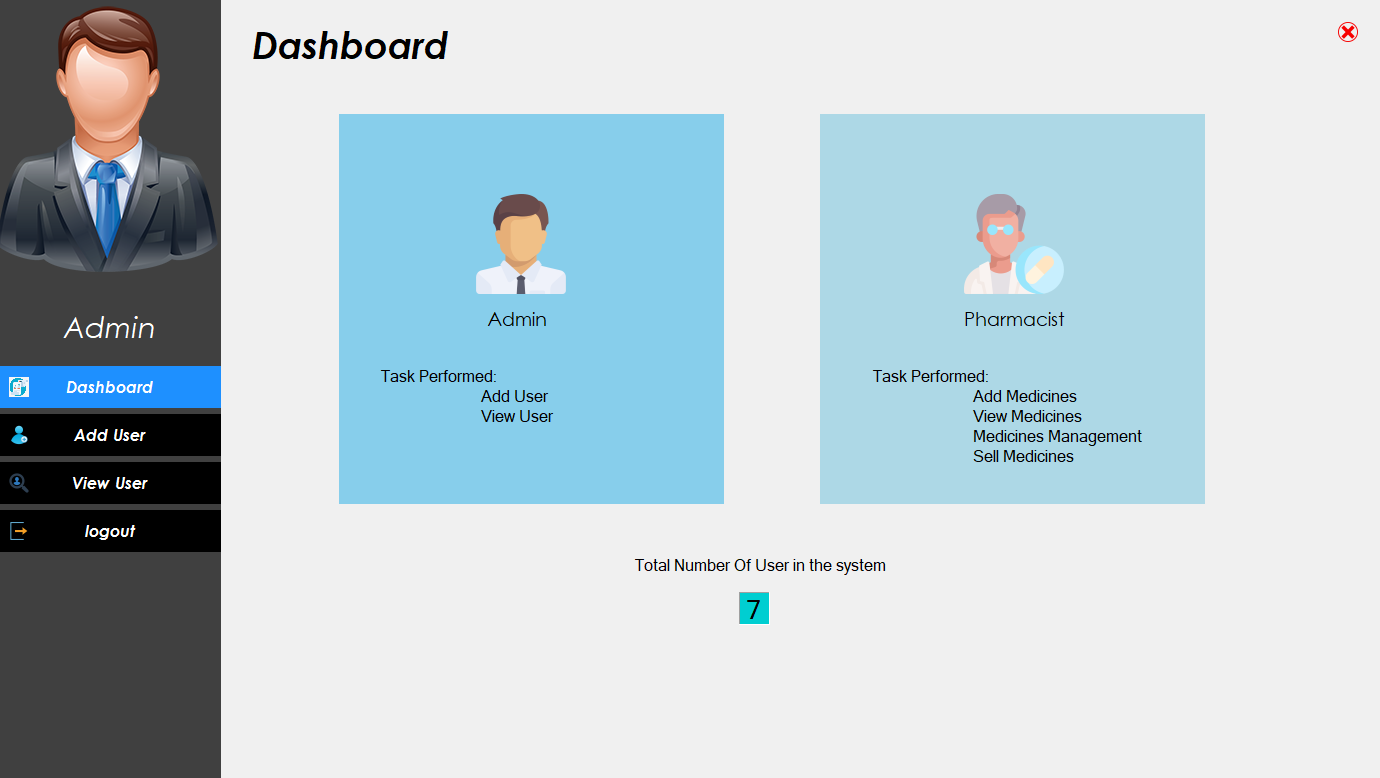 Dashboard
Admin
Dashboard
Add User
View User
logout
Admin
Task Performed:
Add User
View User
Pharmacist
Task Performed:
Add Medicines
View Medicines
Medicines Management
Sell Medicines
Total Number Of User in the system
7